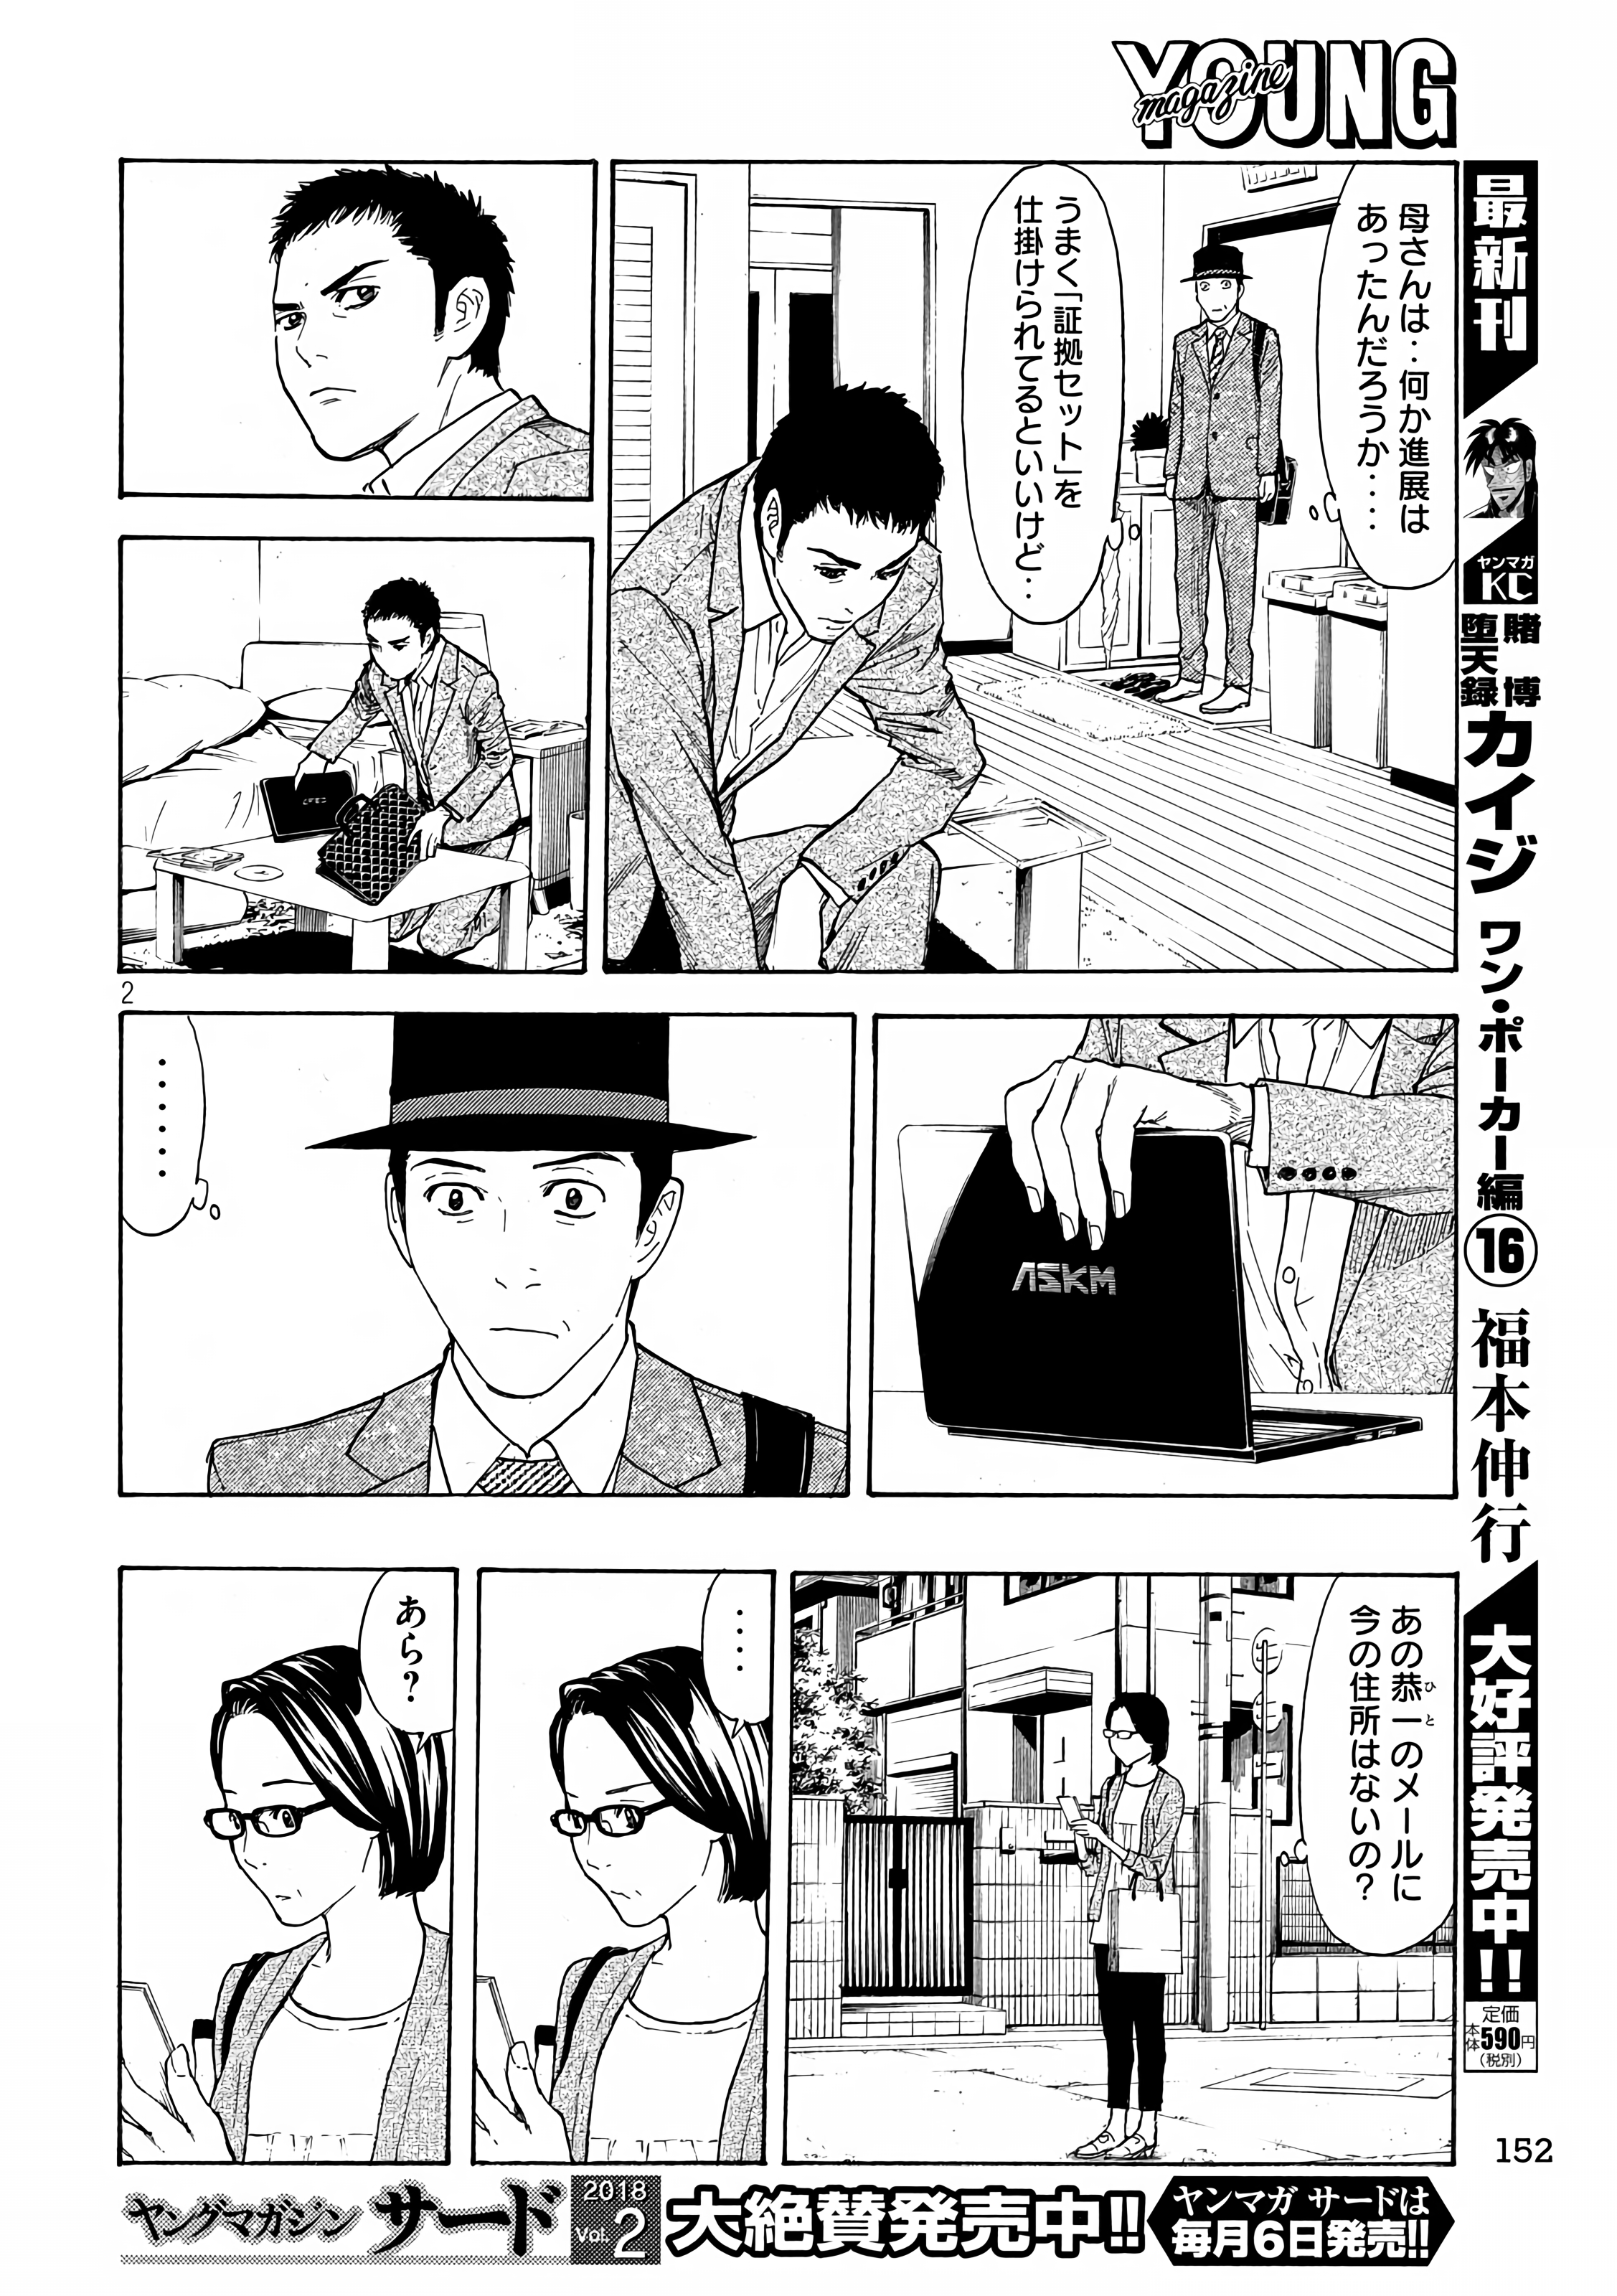 YOUNG
magazine
母さんは‥何か進展は
あったんだろうか‥‥
うまく「証拠セット」を
仕掛けられてるといいけど‥
2
ASKM
‥‥‥
あの恭一のメールに
ひと
今の住所はないの?
‥‥
あら?
最新刊
ヤンマガ
KC
賭博
堕天録
カイジ ワン・ポーカー編⑯ 福本伸行
大好評発売中!!
定価
本体590円
(税別)
152
ヤングマガジン サード
2018
Vol.2
大絶賛発売中!!
ヤンマガ サードは
毎月6日発売!!